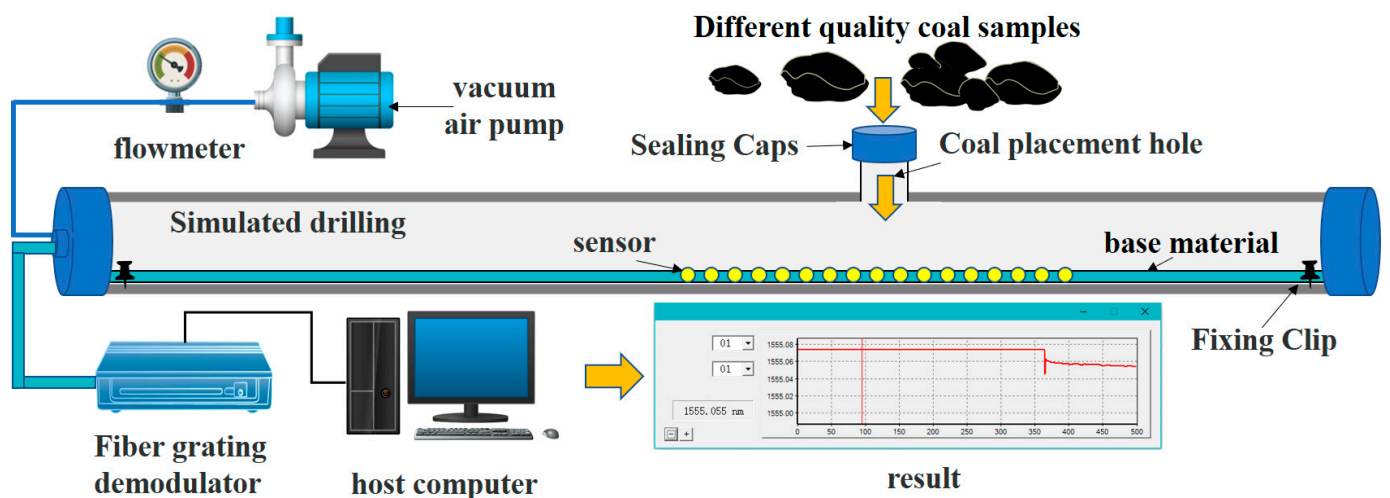 Different quality coal samples
vacuum
air pump
flowmeter
Sealing Caps
Coal placement hole
Simulated drilling
sensor
base material
Fixing Clip
01
01
1555.055 nm
1555.08
1555.06
1555.04
1555.02
1555.00
0 50 100 150 200 250 300 350 400 450 500
Fiber grating
demodulator
host computer
result